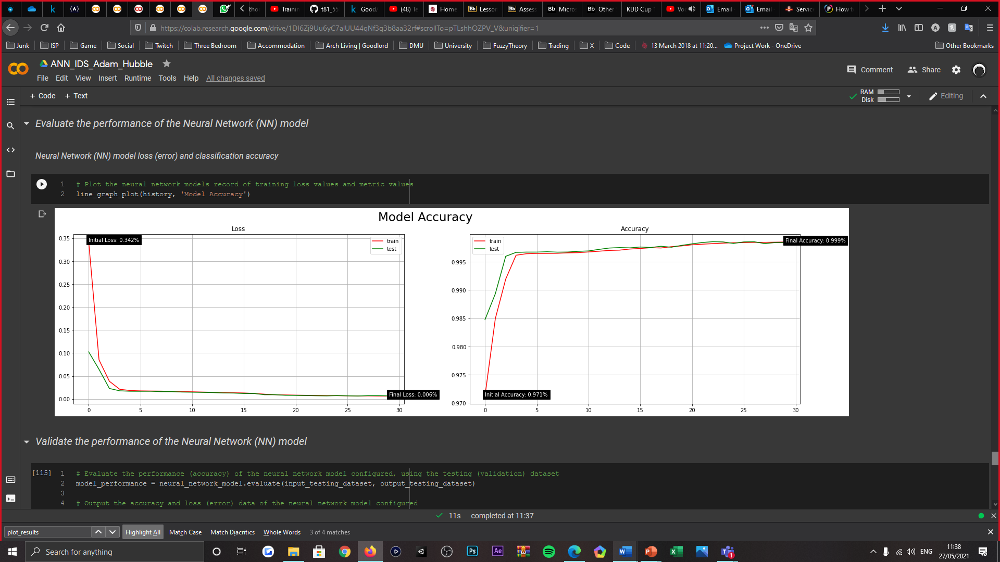 Trainin
t81_55
Good/
(48) Te
Home
Bb Lesson
Bb Assess
Bb Micros
Bb Other
KDD Cup 1
Email
Email
Servic
How t
https://colab.research.google.com/drive/1DI6Zj9Uu6yC7alUU44qNf3q3b8aa32rf#scrollTo=pTLshhOZPV_V&uniqifier=1
Junk ISP Game Social Twitch Three Bedroom Accommodation Arch Living | Goodlord DMU University FuzzyTheory Trading X Code 13 March 2018 at 11:20... Project Work - OneDrive Other Bookmarks
ANN_IDS_Adam_Hubble
Comment Share
File Edit View Insert Runtime Tools Help All changes saved
+ Code + Text
RAM
Disk
Editing
Evaluate the performance of the Neural Network (NN) model
Neural Network (NN) model loss (error) and classification accuracy
1 # Plot the neural network models record of training loss values and metric values
2 line_graph_plot(history, 'Model Accuracy')
Model Accuracy
Loss
Initial Loss: 0.342%
train
test
0.35
0.30
0.25
0.20
0.15
0.10
0.05
0.00
Final Loss: 0.006%
0 5 10 15 20 25 30
Accuracy
train
test
Final Accuracy: 0.999%
0.995
0.990
0.985
0.980
0.975
0.970
Initial Accuracy: 0.971%
0 5 10 15 20 25 30
Validate the performance of the Neural Network (NN) model
[115] 1 # Evaluate the performance (accuracy) of the neural network model configured, using the testing (validation) dataset
2 model_performance = neural_network_model.evaluate(input_testing_dataset, output_testing_dataset)
3
4 # Output the accuracy and loss (error) data of the neural network model configured
11s completed at 11:37
plot_results Highlight All Match Case Match Diacritics Whole Words 3 of 4 matches
Search for anything
Ps
Ae
1
ENG
11:38
27/05/2021